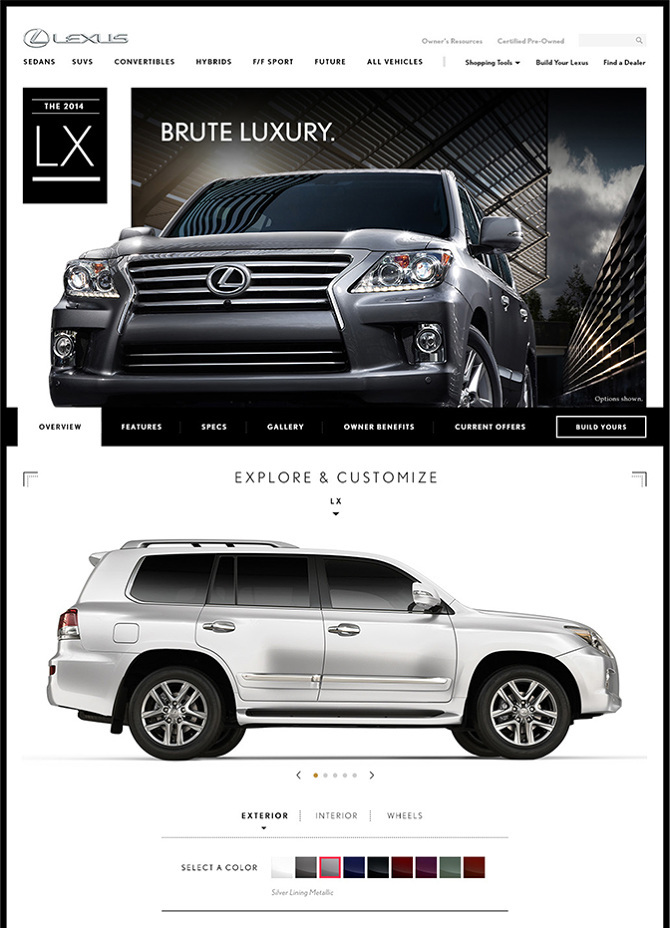 LEXUS
Owner's Resources Certified Pre-Owned
SEDANS SUVS CONVERTIBLES HYBRIDS F/F SPORT FUTURE ALL VEHICLES Shopping Tools Build Your Lexus Find a Dealer
THE 2014
LX
BRUTE LUXURY.
Options shown.
OVERVIEW FEATURES SPECS GALLERY OWNER BENEFITS CURRENT OFFERS BUILD YOURS
EXPLORE & CUSTOMIZE
LX
EXTERIOR INTERIOR WHEELS
SELECT A COLOR
Silver Lining Metallic